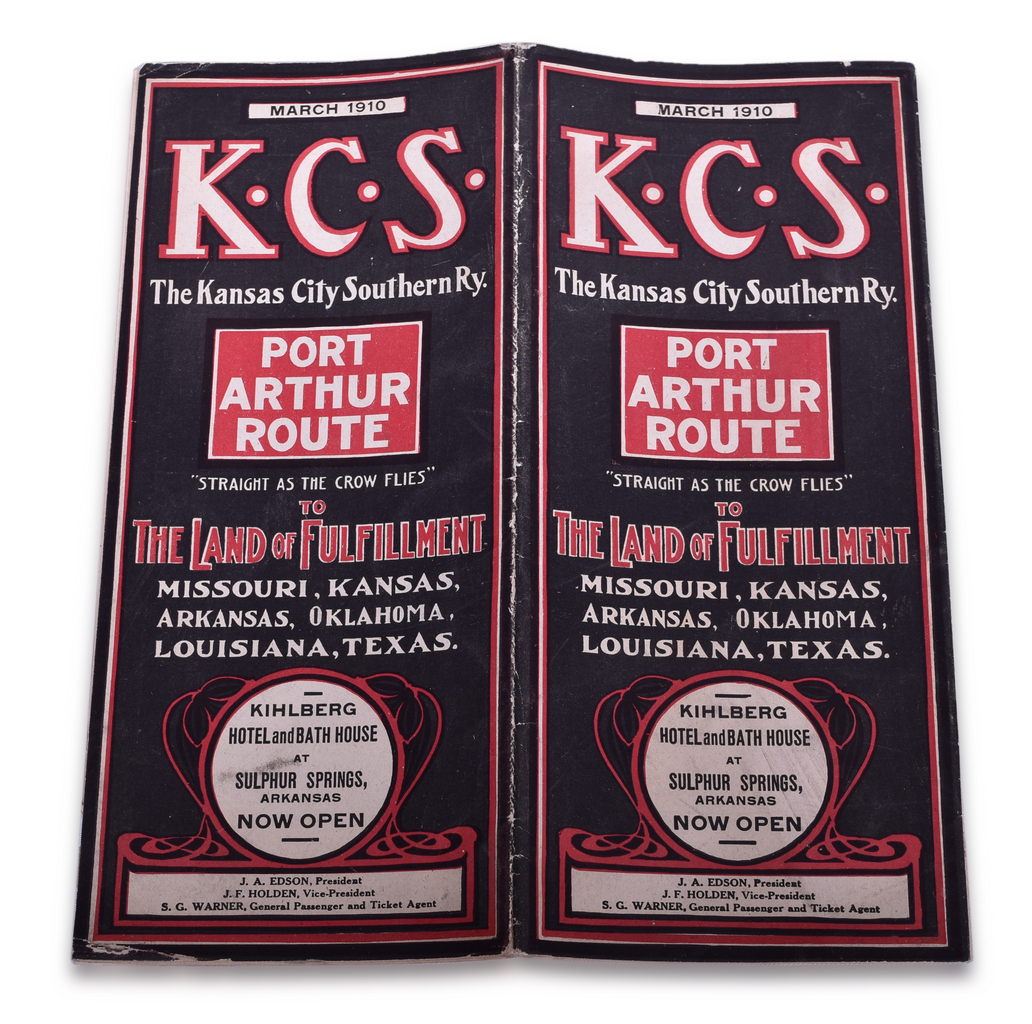 MARCH 1910
K.C.S.
The Kansas City Southern Ry.
PORT
ARTHUR
ROUTE
"STRAIGHT AS THE CROW FLIES"
TO
THE LAND OF FULFILLMENT
MISSOURI, KANSAS,
ARKANSAS, OKLAHOMA,
LOUISIANA, TEXAS.
KIHLBERG
HOTEL and BATH HOUSE
AT
SULPHUR SPRINGS,
ARKANSAS
NOW OPEN
J. A. EDSON, President
J. F. HOLDEN, Vice-President
S. G. WARNER, General Passenger and Ticket Agent
MARCH 1910
K.C.S.
The Kansas City Southern Ry.
PORT
ARTHUR
ROUTE
"STRAIGHT AS THE CROW FLIES"
TO
THE LAND OF FULFILLMENT
MISSOURI, KANSAS,
ARKANSAS, OKLAHOMA,
LOUISIANA, TEXAS.
KIHLBERG
HOTEL and BATH HOUSE
AT
SULPHUR SPRINGS,
ARKANSAS
NOW OPEN
J. A. EDSON, President
J. F. HOLDEN, Vice-President
S. G. WARNER, General Passenger and Ticket Agent